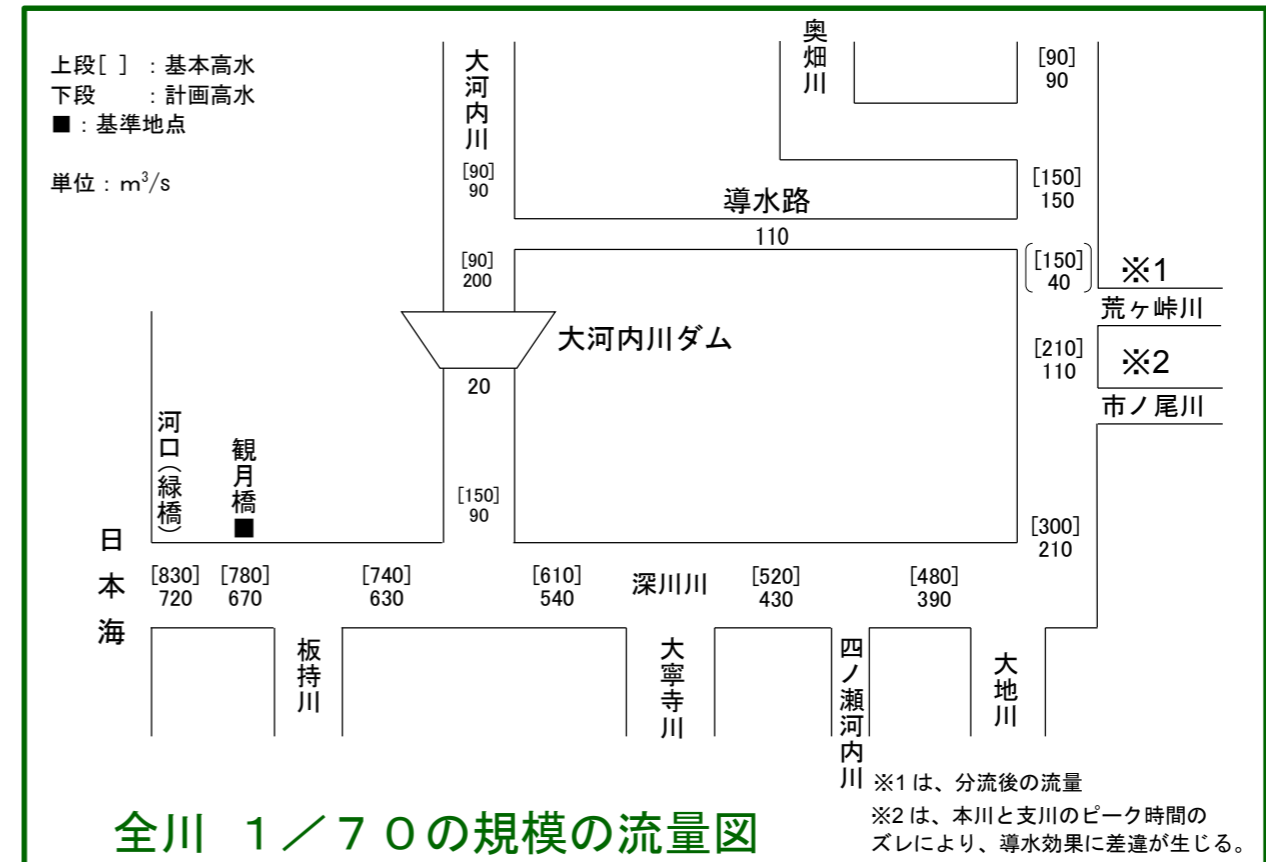 上段[ ]:基本高水
下段 :計画高水
■:基準地点
単位:m³/s
大河内川
奥畑川
[90]
90
[90]
90
[150]
150
導水路
110
[90]
200
[150]
40
※1
荒ヶ峠川
大河内川ダム
[210]
110
※2
市ノ尾川
20
河口(緑橋)
観月橋■
[150]
90
[300]
210
日本海
[830]
720
[780]
670
[740]
630
[610]
540
深川川
[520]
430
[480]
390
板持川
大寧寺川
四ノ瀬河内川
大地川
※1は、分流後の流量
※2は、本川と支川のピーク時間の
ズレにより、導水効果に差違が生じる。
全川 1/70の規模の流量図